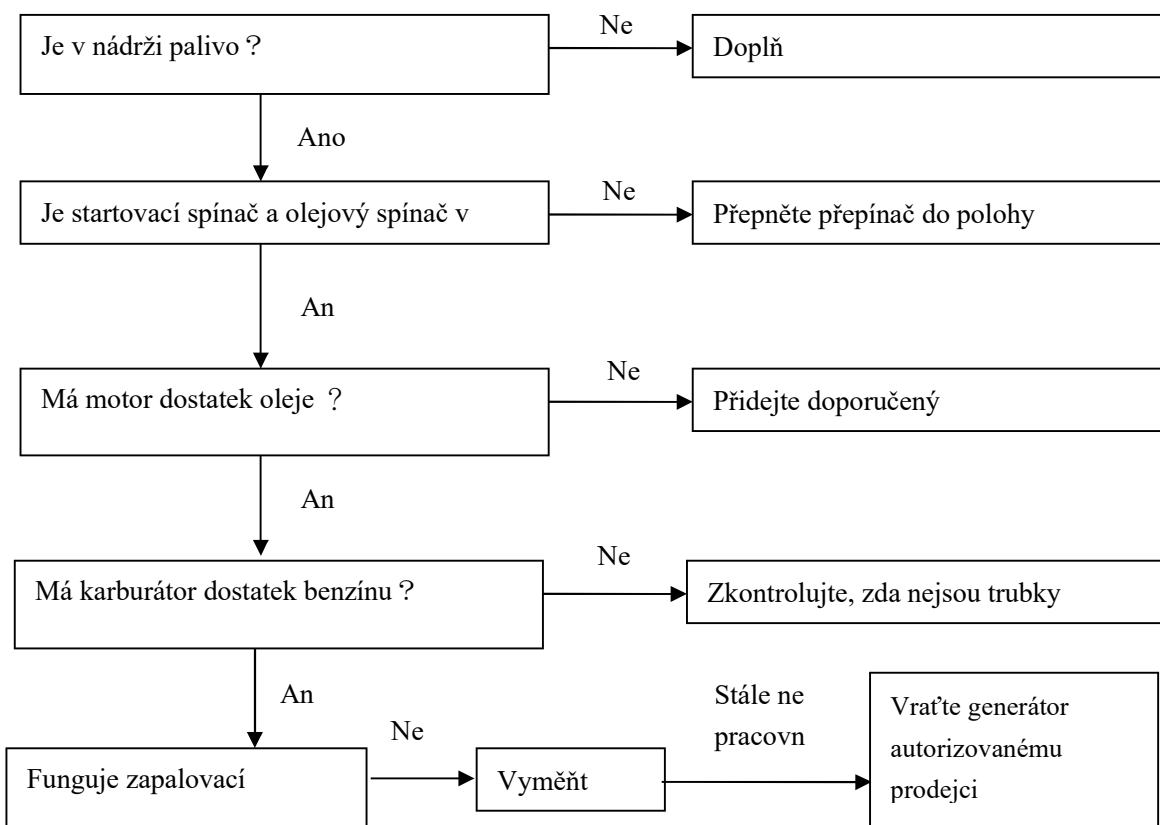 Je v nádrži palivo？
Ne
Doplň
Ano
Je startovací spínač a olejový spínač v
Ne
Přepněte přepínač do polohy
An
Má motor dostatek oleje ？
Ne
Přidejte doporučený
An
Má karburátor dostatek benzínu？
Ne
Zkontrolujte, zda nejsou trubky
An
Funguje zapalovací
Ne
Vyměňt
Stále ne
pracovn
Vraťte generátor
autorizovanému
prodejci